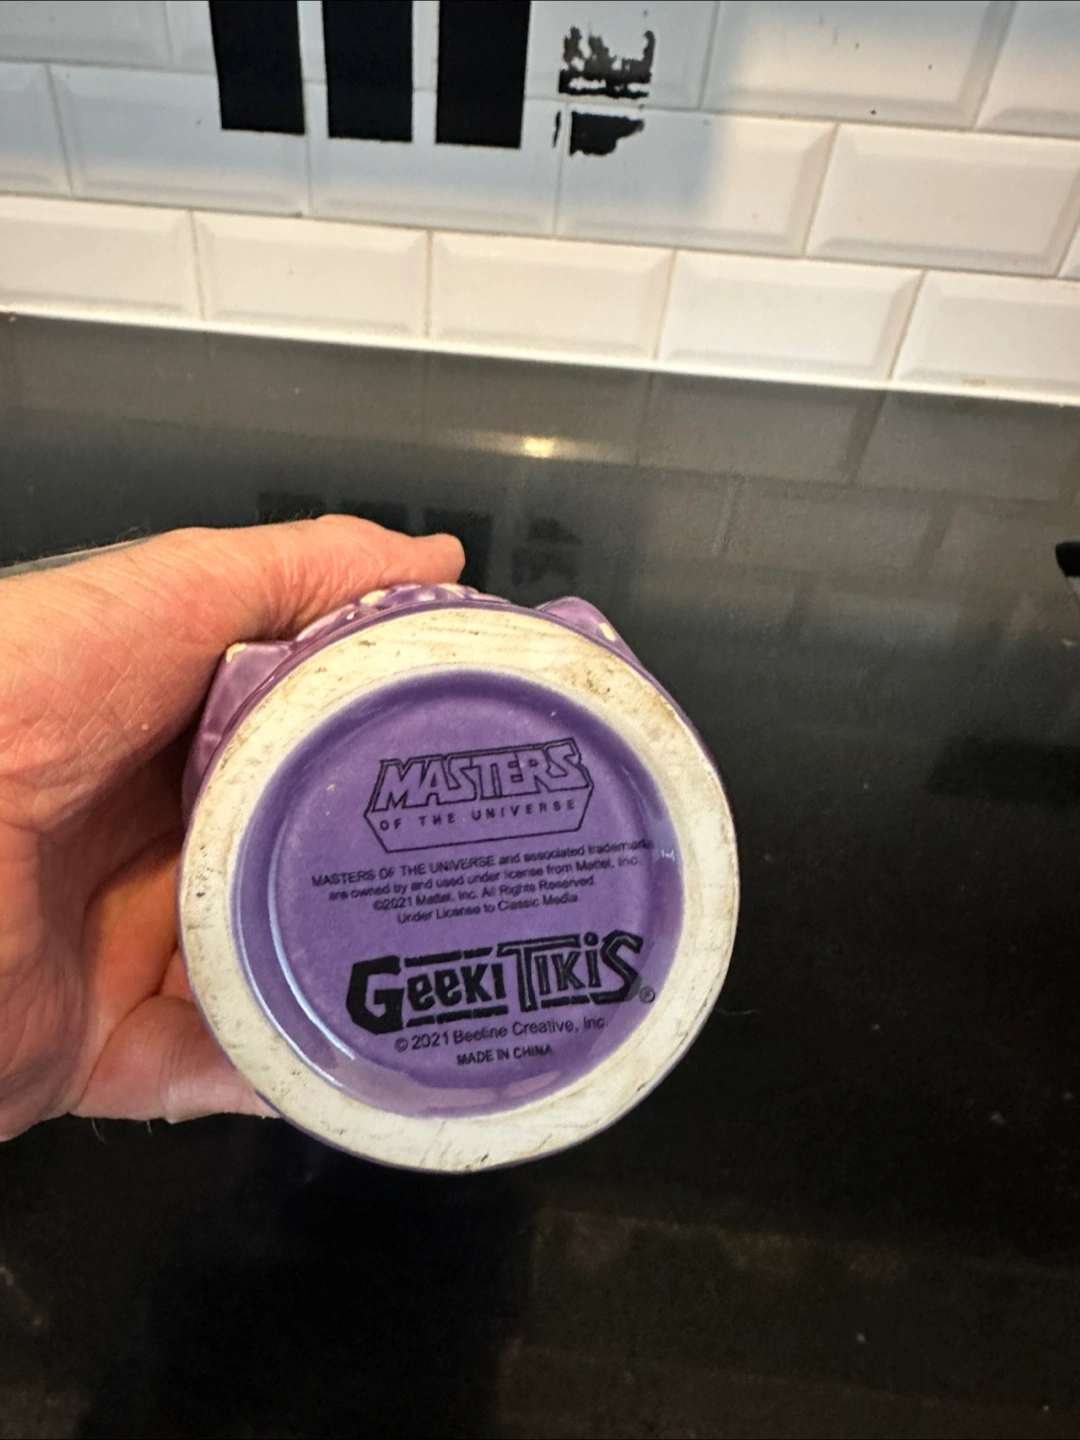 MASTERS
OF THE UNIVERSE
MASTERS OF THE UNIVERSE and associated trademarks
are owned by and used under license from Mattel, Inc.
©2021 Mattel, Inc. All Rights Reserved.
Under License to Classic Media
GEEKI TIKIS®
© 2021 Beeline Creative, Inc.
MADE IN CHINA